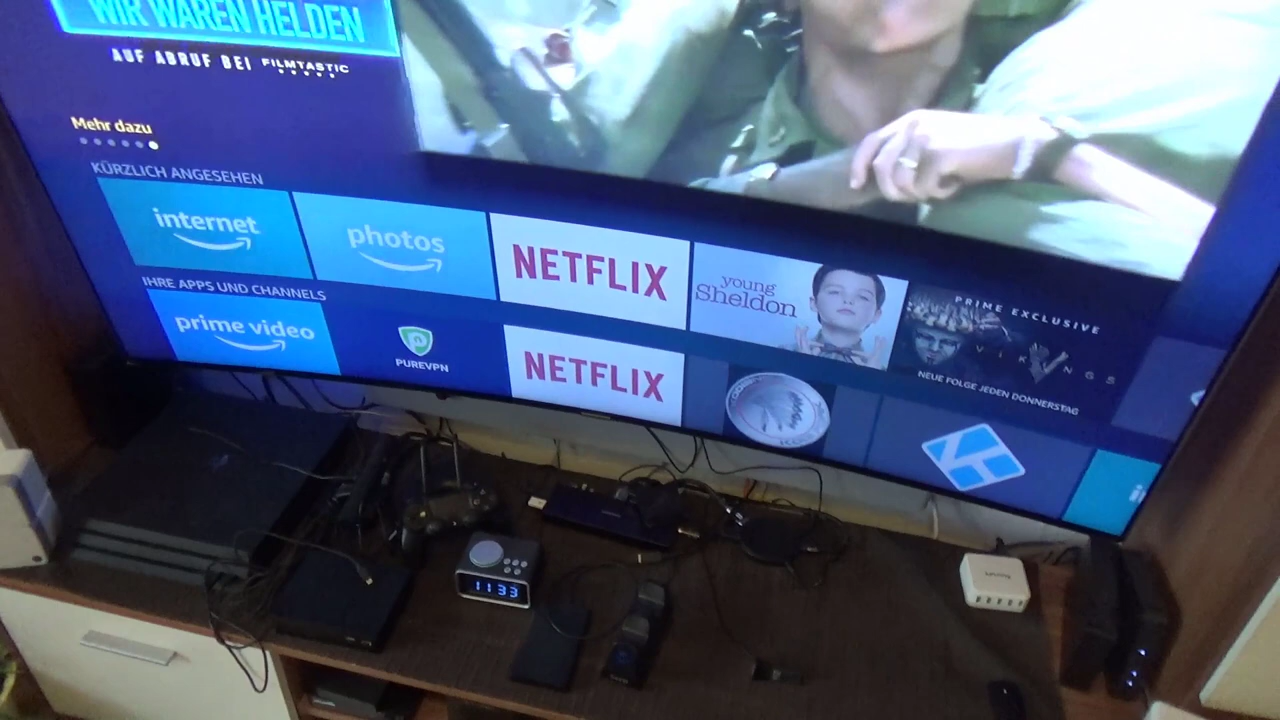 WIR WAREN HELDEN
AUF ABRUF BEI FILMTASTIC
Mehr dazu
KÜRZLICH ANGESEHEN
internet
photos
NETFLIX
young
Sheldon
PRIME EXCLUSIVE
VIKINGS
NEUE FOLGE JEDEN DONNERSTAG
IHRE APPS UND CHANNELS
prime video
PUREVPN
NETFLIX
11 33